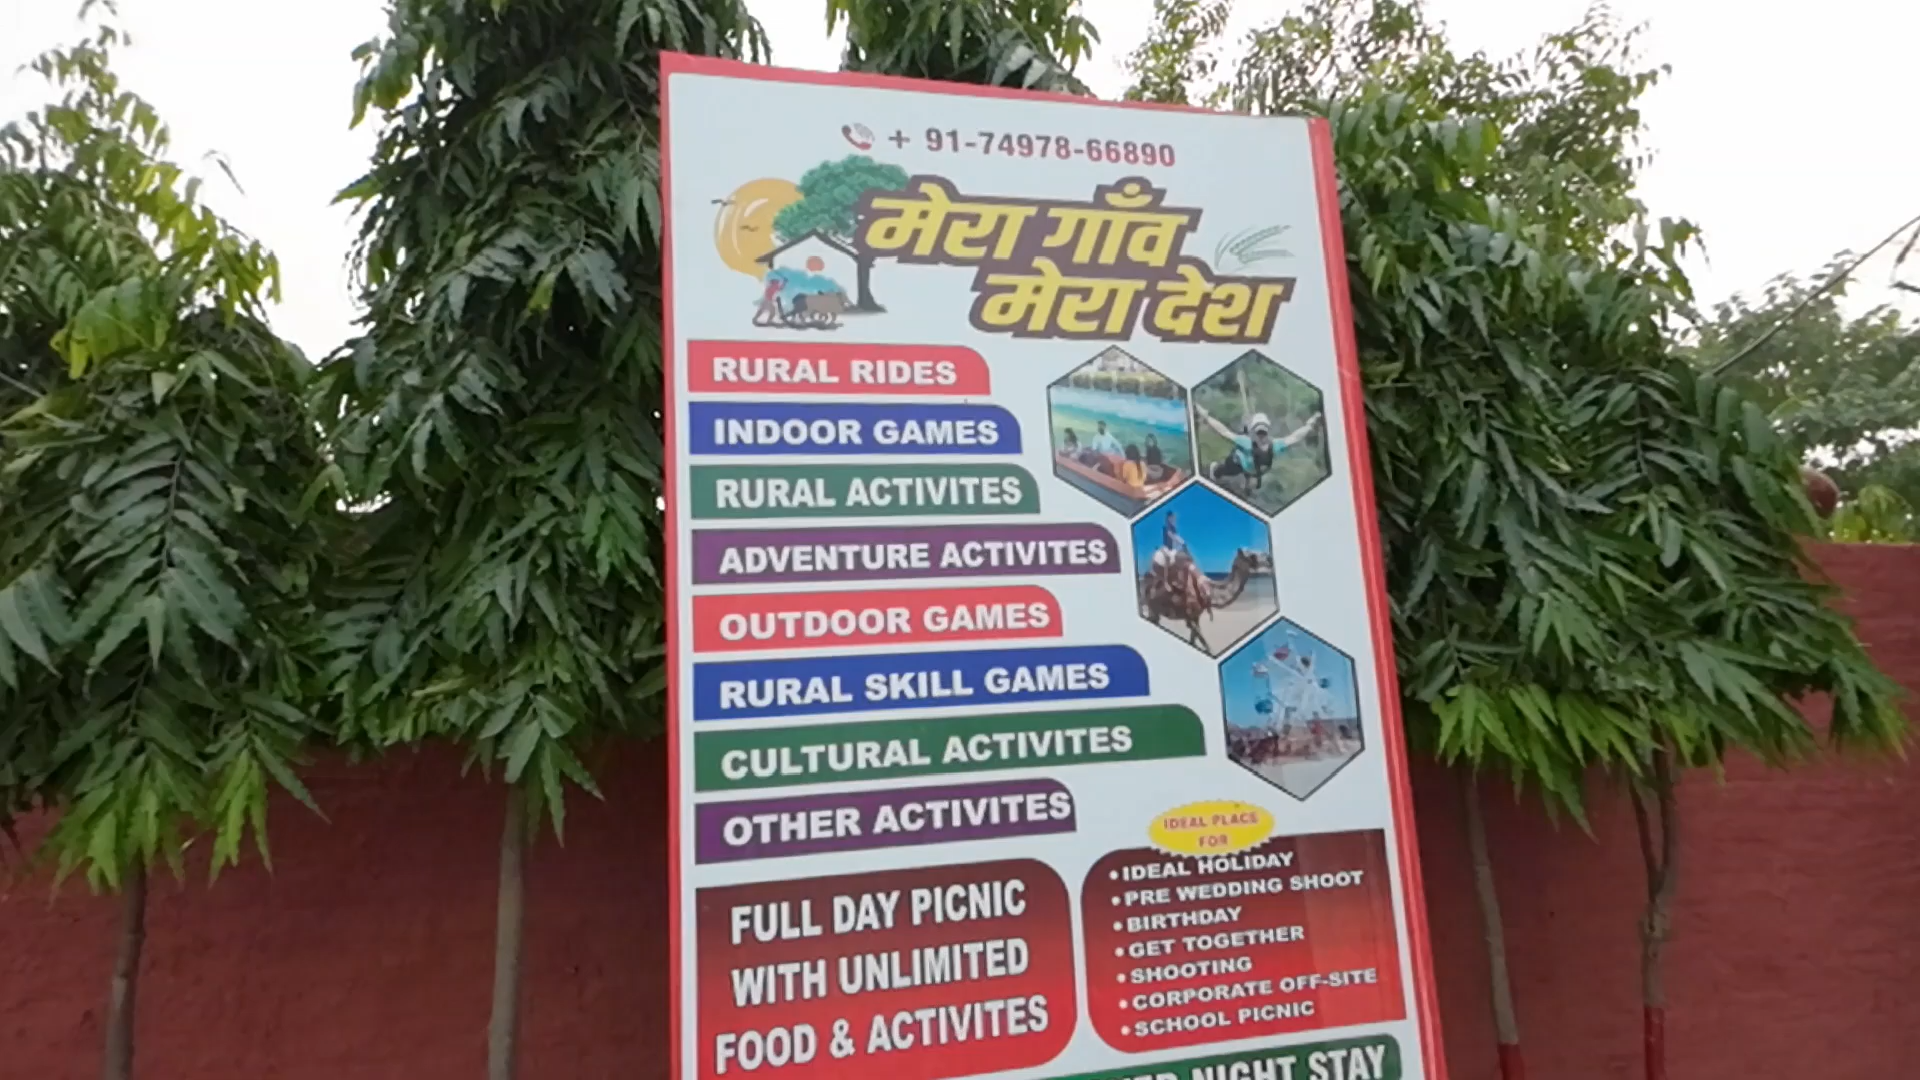 + 91-74978-66890
मेरा गाँव
मेरा देश
RURAL RIDES
INDOOR GAMES
RURAL ACTIVITES
ADVENTURE ACTIVITES
OUTDOOR GAMES
RURAL SKILL GAMES
CULTURAL ACTIVITES
OTHER ACTIVITES
FULL DAY PICNIC
WITH UNLIMITED
FOOD & ACTIVITES
IDEAL PLACE
FOR
• IDEAL HOLIDAY
• PRE WEDDING SHOOT
• BIRTHDAY
• GET TOGETHER
• SHOOTING
• CORPORATE OFF-SITE
• SCHOOL PICNIC
NIGHT STAY